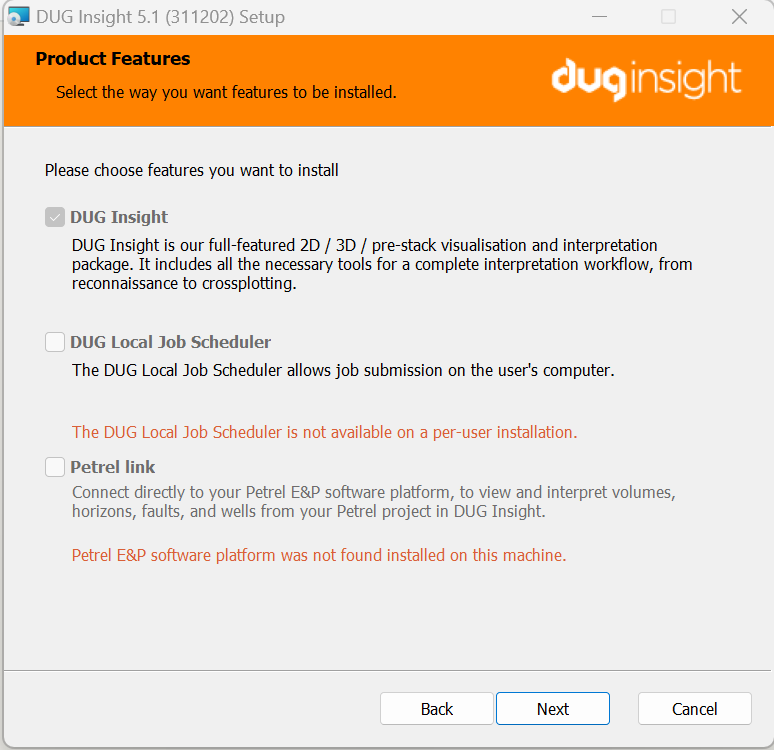 DUG Insight 5.1 (311202) Setup
Product Features
Select the way you want features to be installed.
duginsight
Please choose features you want to install
DUG Insight
DUG Insight is our full-featured 2D / 3D / pre-stack visualisation and interpretation
package. It includes all the necessary tools for a complete interpretation workflow, from
reconnaissance to crossplotting.
DUG Local Job Scheduler
The DUG Local Job Scheduler allows job submission on the user's computer.
The DUG Local Job Scheduler is not available on a per-user installation.
Petrel link
Connect directly to your Petrel E&P software platform, to view and interpret volumes,
horizons, faults, and wells from your Petrel project in DUG Insight.
Petrel E&P software platform was not found installed on this machine.
Back
Next
Cancel